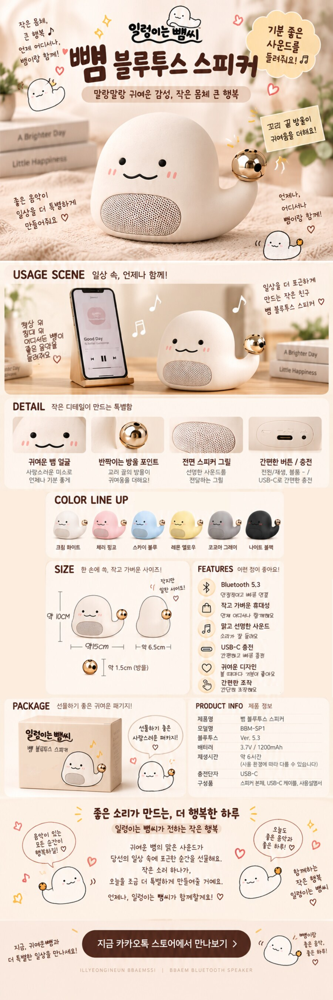 작은 몸체,
큰 행복 ♪
언제 어디서나,
뺌이랑 함께!
일렁이는 뺌씨
기분 좋은
사운드를
들려줘요! ♫
뺌 블루투스 스피커
말랑말랑 귀여운 감성, 작은 몸체 큰 행복
A Brighter Day
Little Happiness
꼬리 끝 방울이
귀여움을 더해요!
좋은 음악이
일상을 더 특별하게
만들어줘요 ♡
언제나,
어디서나
뺌이랑 함께!
♡
USAGE SCENE 일상 속, 언제나 함께!
일상을 더 포근하게
만드는 작은 친구
뺌 블루투스 스피커 ♡
책상 위
침대 위
어디서든 뺌이
좋은 음악을
들려줘요 ♡
Good Day
A Brighter Day
Little Happiness
DETAIL 작은 디테일이 만드는 특별함
귀여운 뺌 얼굴
사랑스러운 미소로
언제나 기분 좋게
반짝이는 방울 포인트
교러 끌의 방울이
귀여움을 더해요!
전면 스피커 그릴
선명한 사운드를
전달하는 그릴
간편한 버튼 / 충전
전원/재생, 볼륨 - /
USB-C로 간편한 충전
COLOR LINE UP
크림 화이트
체러 핑코
스카이 블루
레몬 옐로우
코코아 그레이
나이트 블랙
SIZE 한 손에 쏙, 작고 가벼운 사이즈!
작지만
알찬
♡
약 10CM
약15cm
약 6.5cm
약 1.5cm (방울)
FEATURES 어런 점이 좋아요!
Bluetooth 5.3
안정적이고 빠른 연결
작고 가벼운 휴대성
언제 어디서나 함께해요
맑고 선명한 사운드
소리가 잘 들려요
USB-C 충전
간편하고 빠른 충전
귀여운 디자인
볼 때마다 기분이 좋아요
간편한 조작
간단히 조작해요
PACKAGE 선물하기 좋은 귀여운 패기지!
일렁이는 뺌씨
뺌 블루투스 스피커
선물하기 좋은
사랑스러운 패카지!
♡
PRODUCT INFO 제품 정보
제품명 뺌 블루투스 스피커
모델명 BBM-SP1
블루투스 Ver. 5.3
배터러 3.7V / 1200mAh
재생시간 약 6시간
(사용 환경에 따라 다를 수 있습니다)
충전단자 USB-C
구성품 스피커 본체, USB-C 케이블, 사용설명서
좋은 소리가 만드는, 더 행복한 하루
일렁이는 뺌씨가 전하는 작은 행복
음악이 있는
모든 순간이
행복하길! ♡
오늘도
좋은 음악과
좋은 하루! ♡
귀여운 뺌의 맑은 사운드가
당선의 일상 속에 포근한 순간을 선물해요.
작은 소러 하나가,
오늘을 조금 더 특별하게 만들어줄 거예요.
언제나, 일렁이는 뺌씨가 함께할게요! ♡
함께하는
작은 행복
일렁이는 뺌씨
♡
지금, 귀여운뺌과
더 특별한 일상을 만나세요!
지금 카카오톡 스토어에서 만나보기 >
뺌이랑
좋은 음악,
좋은 하루!
♡
ILLYEONGINEUN BBAEMSSI | BBAEM BLUETOOTH SPEAKER